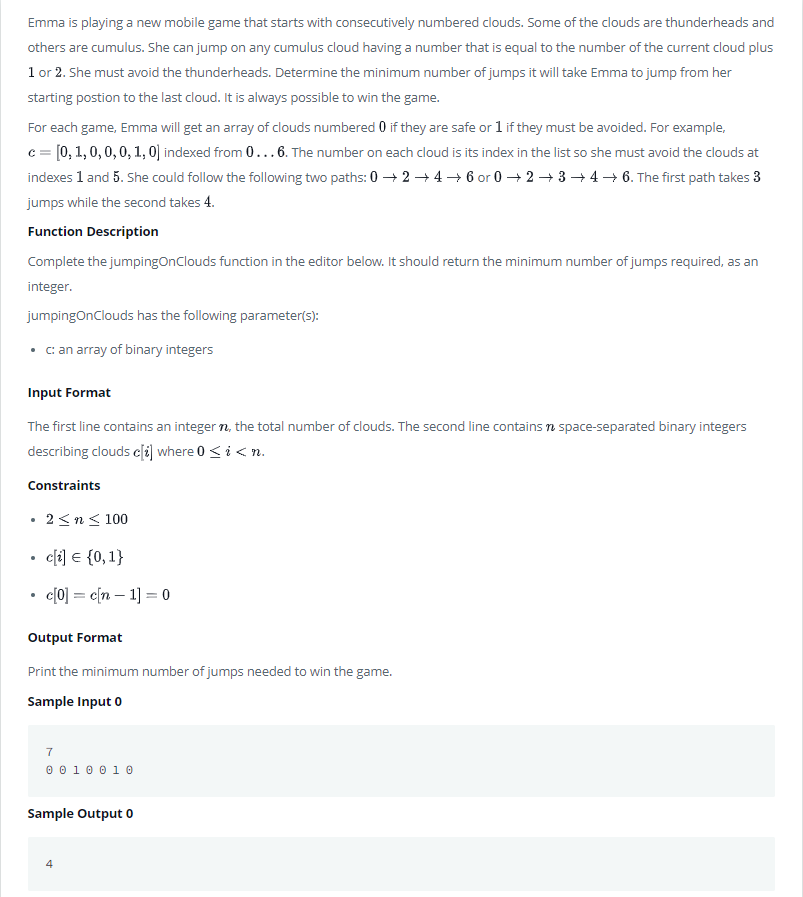 Emma is playing a new mobile game that starts with consecutively numbered clouds. Some of the clouds are thunderheads and
others are cumulus. She can jump on any cumulus cloud having a number that is equal to the number of the current cloud plus
1 or 2. She must avoid the thunderheads. Determine the minimum number of jumps it will take Emma to jump from her
starting postion to the last cloud. It is always possible to win the game.
For each game, Emma will get an array of clouds numbered 0 if they are safe or 1 if they must be avoided. For example,
c = [0, 1, 0, 0, 0, 1, 0] indexed from 0 . . . 6. The number on each cloud is its index in the list so she must avoid the clouds at
indexes 1 and 5. She could follow the following two paths: 0 → 2 → 4 → 6 or 0 → 2 → 3 → 4 → 6. The first path takes 3
jumps while the second takes 4.
Function Description
Complete the jumpingOnClouds function in the editor below. It should return the minimum number of jumps required, as an
integer.
jumpingOnClouds has the following parameter(s):
• c: an array of binary integers
Input Format
The first line contains an integer n, the total number of clouds. The second line contains n space-separated binary integers
describing clouds c[i] where 0 ≤ i < n.
Constraints
• 2 ≤ n ≤ 100
• c[i] ∈ {0, 1}
• c[0] = c[n − 1] = 0
Output Format
Print the minimum number of jumps needed to win the game.
Sample Input 0
7
0 0 1 0 0 1 0
Sample Output 0
4